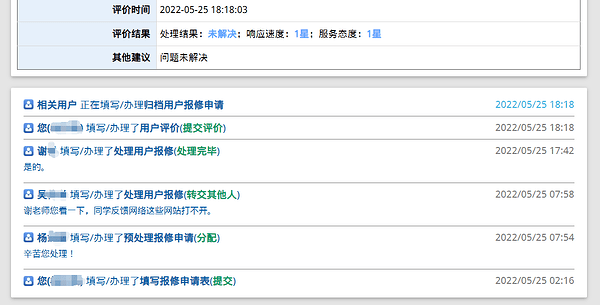 评价时间 2022-05-25 18:18:03
评价结果 处理结果：未解决；响应速度：1星；服务态度：1星
其他建议 问题未解决
相关用户 正在填写/办理归档用户报修申请 2022/05/25 18:18
您( ) 填写/办理了用户评价(提交评价) 2022/05/25 18:18
谢 填写/办理了处理用户报修(处理完毕) 2022/05/25 17:42
是的。
吴 填写/办理了处理用户报修(转交其他人) 2022/05/25 07:58
谢老师您看一下，同学反馈网络这些网站打不开。
杨 填写/办理了预处理报修申请(分配) 2022/05/25 07:54
辛苦您处理！
您( ) 填写/办理了填写报修申请表(提交) 2022/05/25 02:16